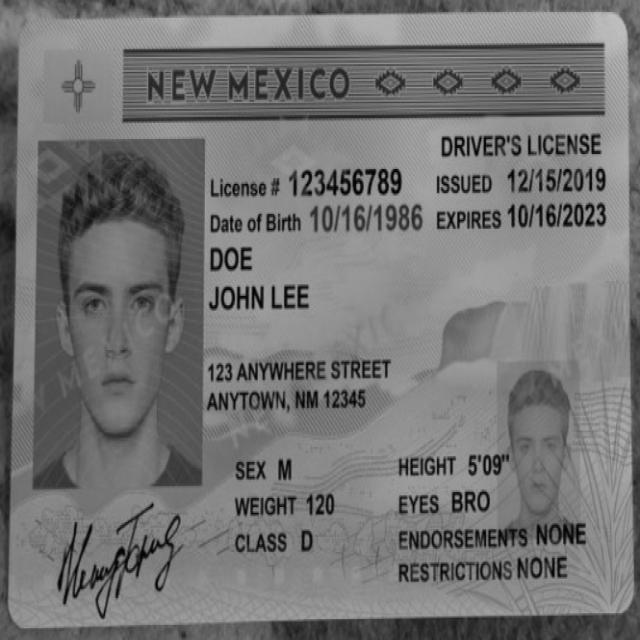 NEW MEXICO
DRIVER'S LICENSE
License # 123456789
ISSUED 12/15/2019
Date of Birth 10/16/1986
EXPIRES 10/16/2023
DOE
JOHN LEE
123 ANYWHERE STREET
ANYTOWN, NM 12345
SEX M
HEIGHT 5'09"
WEIGHT 120
EYES BRO
CLASS D
ENDORSEMENTS NONE
RESTRICTIONS NONE